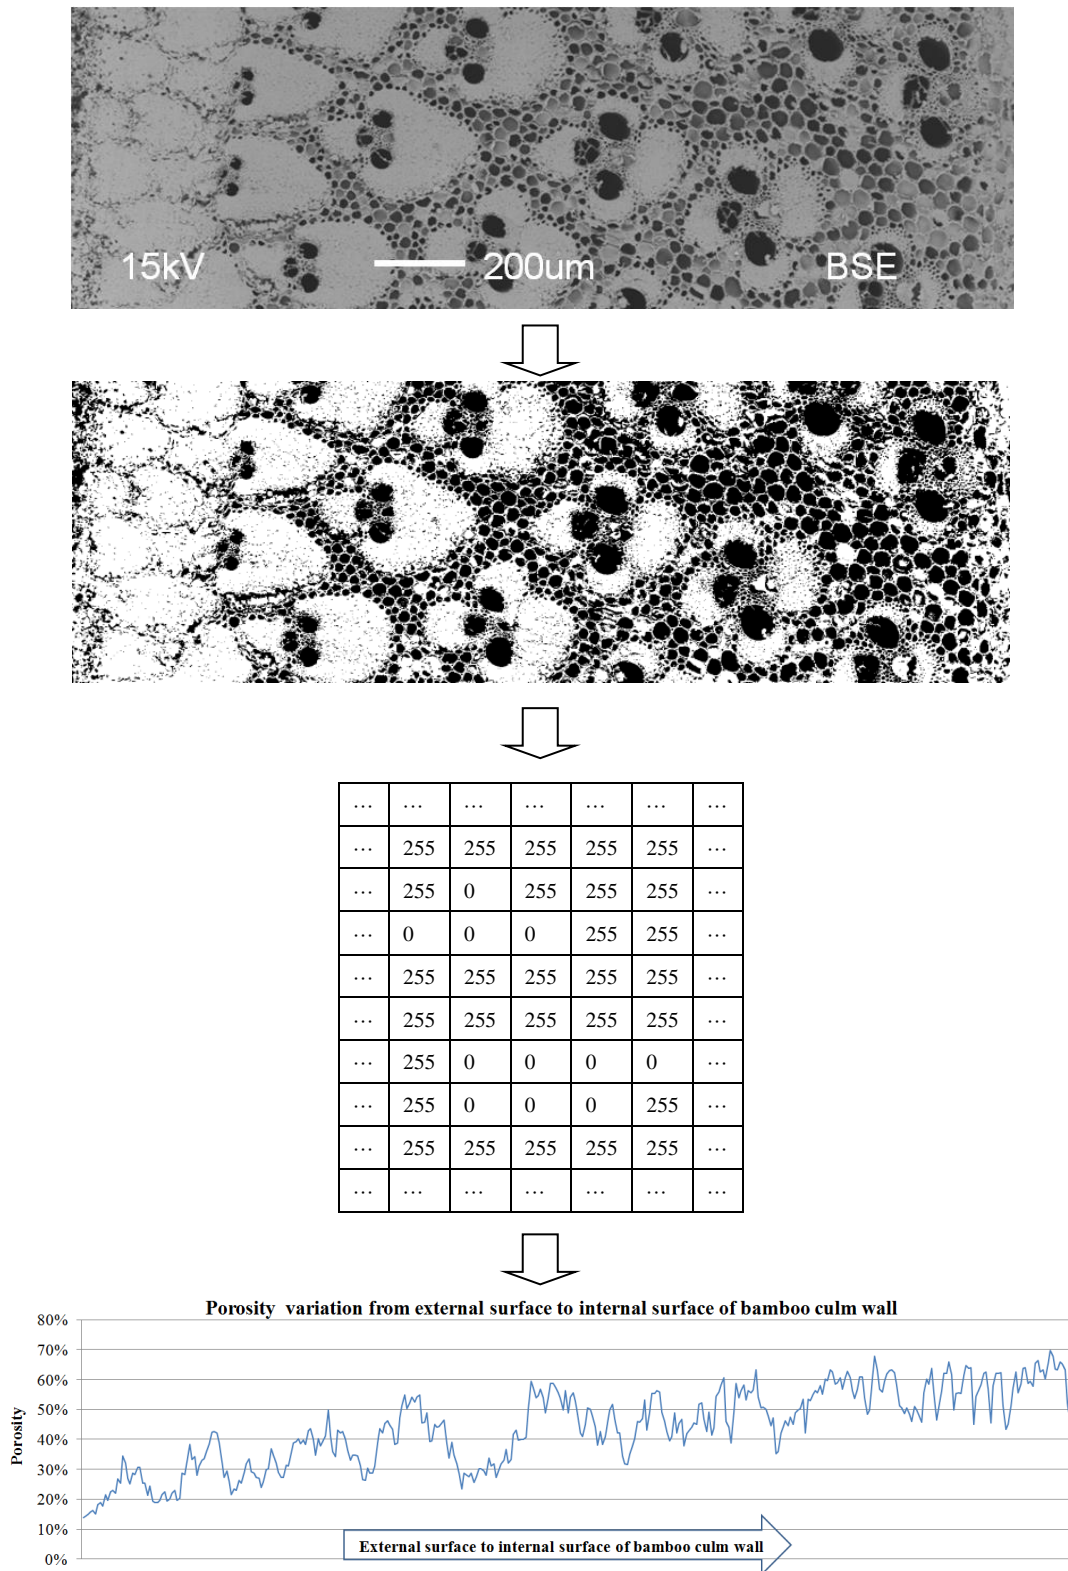 15kV 200um BSE
… … … … … … …
… 255 255 255 255 255 …
… 255 0 255 255 255 …
… 0 0 0 255 255 …
… 255 255 255 255 255 …
… 255 255 255 255 255 …
… 255 0 0 0 0 …
… 255 0 0 0 255 …
… 255 255 255 255 255 …
… … … … … … …
Porosity variation from external surface to internal surface of bamboo culm wall
80%
70%
60%
50%
40%
30%
20%
10%
0%
Porosity
External surface to internal surface of bamboo culm wall